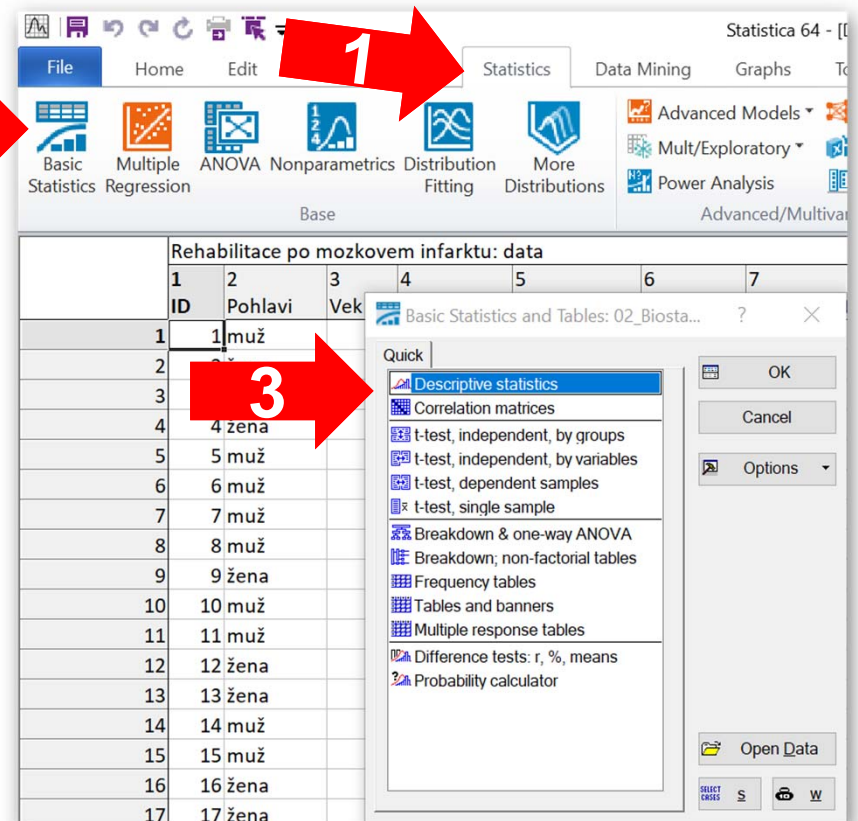 Statistica 64 - [D
File Home Edit Statistics Data Mining Graphs To
1
Basic Statistics
Multiple Regression
ANOVA
Nonparametrics
Distribution Fitting
More Distributions
Advanced Models
Mult/Exploratory
Power Analysis
Base
Advanced/Multivar
Rehabilitace po mozkovem infarktu: data
1 2 3 4 5 6 7
ID Pohlavi Vek
1 1 muž
2
3
4 4 žena
5 5 muž
6 6 muž
7 7 muž
8 8 muž
9 9 žena
10 10 muž
11 11 muž
12 12 žena
13 13 žena
14 14 muž
15 15 muž
16 16 žena
17 17 žena
3
Basic Statistics and Tables: 02_Biosta... ?
Quick
Descriptive statistics
Correlation matrices
t-test, independent, by groups
t-test, independent, by variables
t-test, dependent samples
t-test, single sample
Breakdown & one-way ANOVA
Breakdown; non-factorial tables
Frequency tables
Tables and banners
Multiple response tables
Difference tests: r, %, means
Probability calculator
OK
Cancel
Options
Open Data
SELECT CASES S W